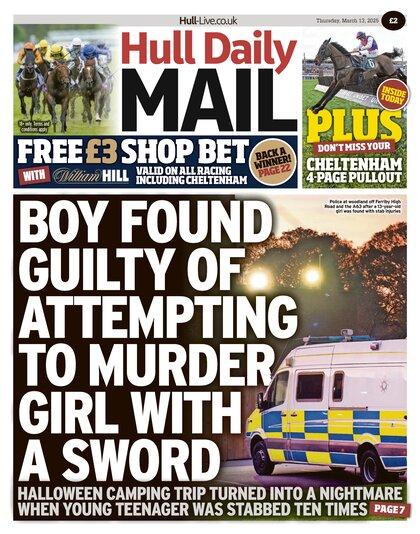 Hull-Live.co.uk
Thursday, March 13, 2025
£2
Hull Daily
MAIL
18+ only. Terms and
conditions apply
INSIDE
TODAY
PLUS
DON'T MISS YOUR
CHELTENHAM
4-PAGE PULLOUT
FREE £3 SHOP BET
WITH William HILL VALID ON ALL RACING
INCLUDING CHELTENHAM
BACK A
WINNER!
PAGE 22
Police at woodland off Ferriby High
Road and the A63 after a 13-year-old
girl was found with stab injuries
BOY FOUND
GUILTY OF
ATTEMPTING
TO MURDER
GIRL WITH
A SWORD
HALLOWEEN CAMPING TRIP TURNED INTO A NIGHTMARE
WHEN YOUNG TEENAGER WAS STABBED TEN TIMES PAGE 7